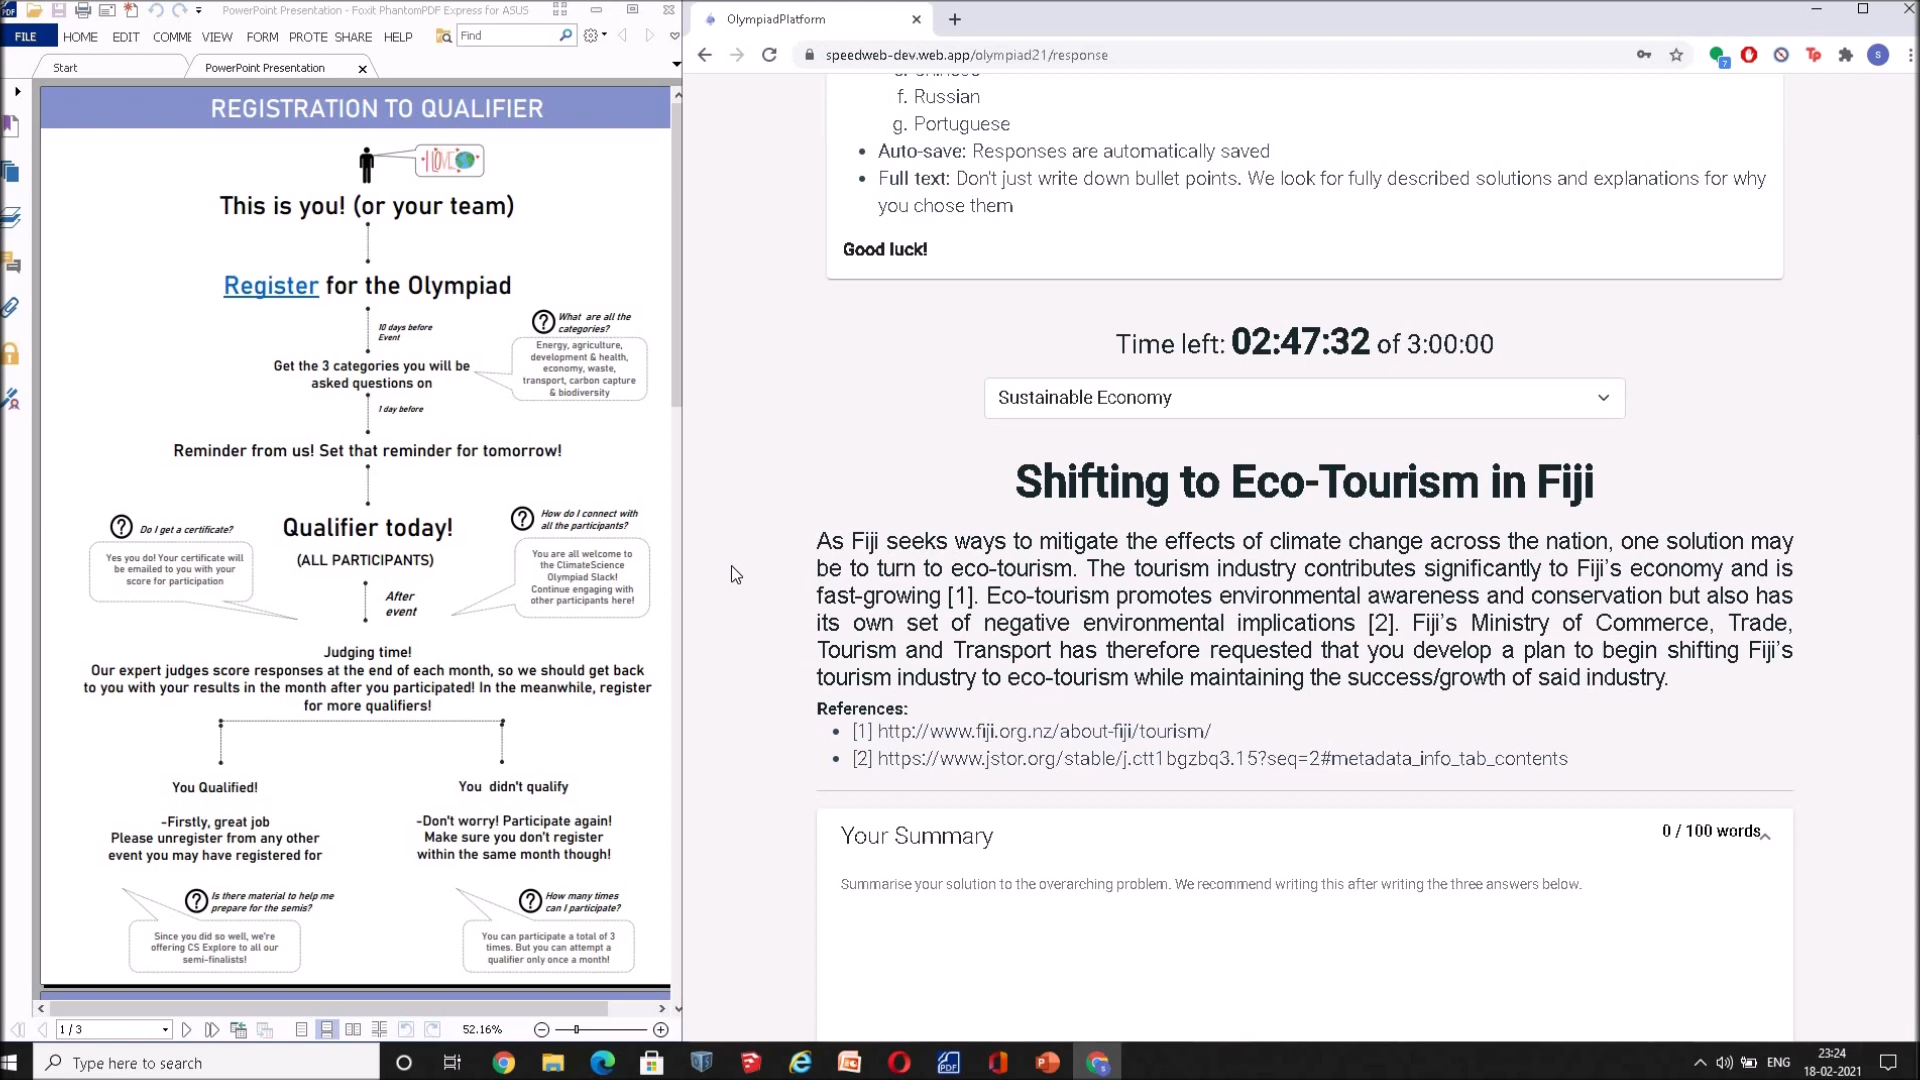 PowerPoint Presentation - Foxit PhantomPDF Express for ASUS
FILE HOME EDIT COMME VIEW FORM PROTE SHARE HELP Find
Start PowerPoint Presentation
REGISTRATION TO QUALIFIER
I LOVE
This is you! (or your team)
Register for the Olympiad
10 days before
Event
What are all the
categories?
Energy, agriculture,
development & health,
economy, waste,
transport, carbon capture
& biodiversity
Get the 3 categories you will be
asked questions on
1 day before
Reminder from us! Set that reminder for tomorrow!
Do I get a certificate?
Yes you do! Your certificate will
be emailed to you with your
score for participation
Qualifier today!
(ALL PARTICIPANTS)
How do I connect with
all the participants?
You are all welcome to
the ClimateScience
Olympiad Slack!
Continue engaging with
other participants here!
After
event
Judging time!
Our expert judges score responses at the end of each month, so we should get back
to you with your results in the month after you participated! In the meanwhile, register
for more qualifiers!
You Qualified!
-Firstly, great job
Please unregister from any other
event you may have registered for
Is there material to help me
prepare for the semis?
Since you did so well, we're
offering CS Explore to all our
semi-finalists!
You didn't qualify
-Don't worry! Participate again!
Make sure you don't register
within the same month though!
How many times
can I participate?
You can participate a total of 3
times. But you can attempt a
qualifier only once a month!
1 / 3 52.16%
OlympiadPlatform
speedweb-dev.web.app/olympiad21/response
7 Tp S
f. Russian
g. Portuguese
Auto-save: Responses are automatically saved
Full text: Don't just write down bullet points. We look for fully described solutions and explanations for why
you chose them
Good luck!
Time left: 02:47:32 of 3:00:00
Sustainable Economy
Shifting to Eco-Tourism in Fiji
As Fiji seeks ways to mitigate the effects of climate change across the nation, one solution may
be to turn to eco-tourism. The tourism industry contributes significantly to Fiji's economy and is
fast-growing [1]. Eco-tourism promotes environmental awareness and conservation but also has
its own set of negative environmental implications [2]. Fiji's Ministry of Commerce, Trade,
Tourism and Transport has therefore requested that you develop a plan to begin shifting Fiji's
tourism industry to eco-tourism while maintaining the success/growth of said industry.
References:
[1] http://www.fiji.org.nz/about-fiji/tourism/
[2] https://www.jstor.org/stable/j.ctt1bgzbq3.15?seq=2#metadata_info_tab_contents
Your Summary 0 / 100 words
Summarise your solution to the overarching problem. We recommend writing this after writing the three answers below.
Type here to search
ENG
23:24
18-02-2021